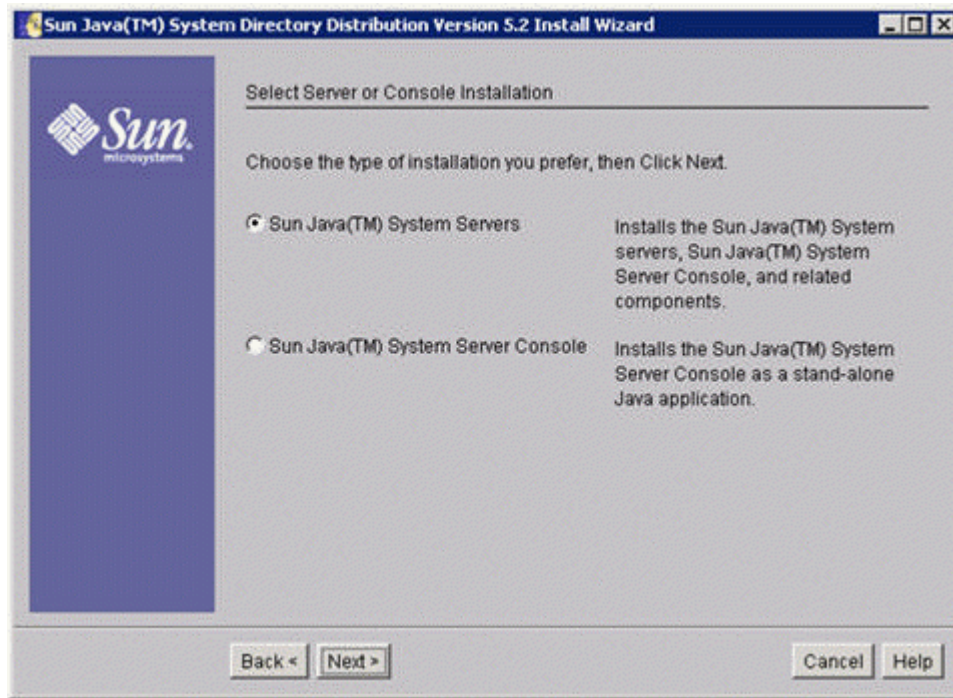 Sun Java(TM) System Directory Distribution Version 5.2 Install Wizard
Sun
microsystems
Select Server or Console Installation
Choose the type of installation you prefer, then Click Next.
Sun Java(TM) System Servers
Installs the Sun Java(TM) System
servers, Sun Java(TM) System
Server Console, and related
components.
Sun Java(TM) System Server Console
Installs the Sun Java(TM) System
Server Console as a stand-alone
Java application.
Back <
Next >
Cancel
Help